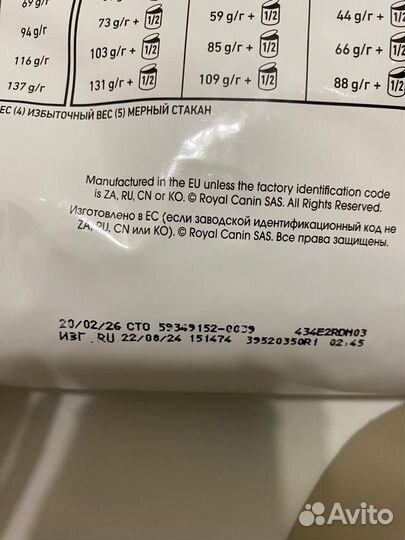 69 g/г
73 g/г + 1/2
59 g/г + 1/2
44 g/г + 1/2
94 g/г
103 g/г + 1/2
85 g/г + 1/2
66 g/г + 1/2
116 g/г
131 g/г + 1/2
109 g/г + 1/2
88 g/г + 1/2
137 g/г
ЕС (4) ИЗБЫТОЧНЫЙ ВЕС (5) МЕРНЫЙ СТАКАН
Manufactured in the EU unless the factory identification code
is ZA, RU, CN or KO. © Royal Canin SAS. All Rights Reserved.
Изготовлено в ЕС (если заводской идентификационный код не
ZA, RU, CN или KO). © Royal Canin SAS. Все права защищены.
20/02/26 CTO 59349152-0039 434E2RDM03
ИЗГ.RU 22/08/24 151474 39520350R1 02:45
Avito